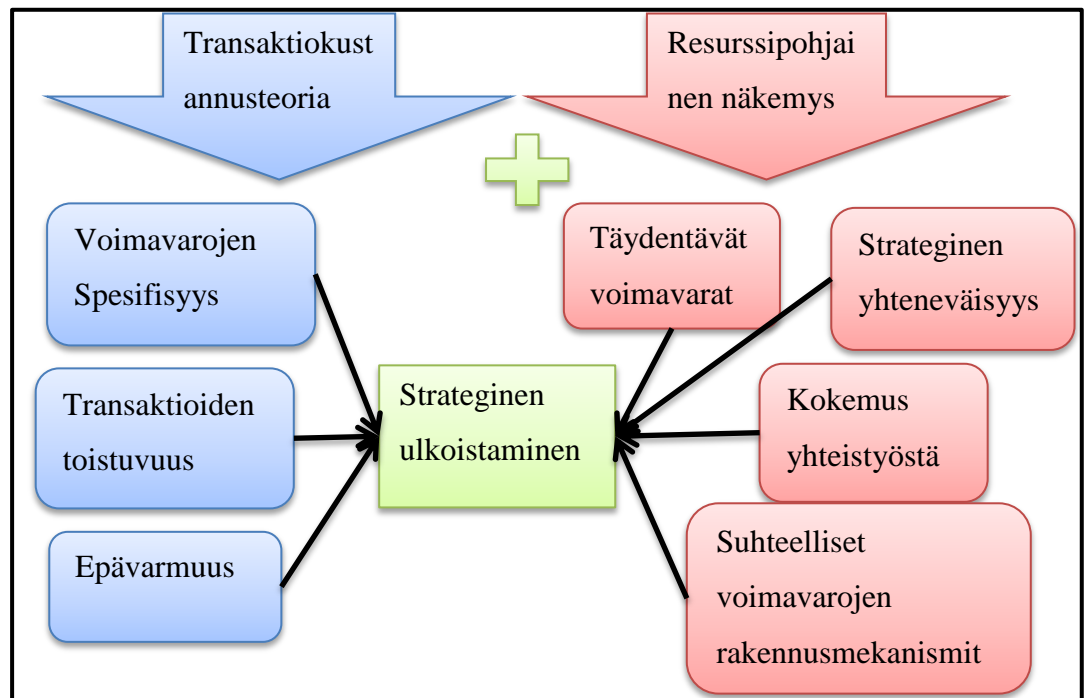 Transaktiokust
annusteoria
Resurssipohjai
nen näkemys
Voimavarojen
Spesifisyys
Täydentävät
voimavarat
Strateginen
yhteneväisyys
Transaktioiden
toistuvuus
Strateginen
ulkoistaminen
Kokemus
yhteistyöstä
Epävarmuus
Suhteelliset
voimavarojen
rakennusmekanismit